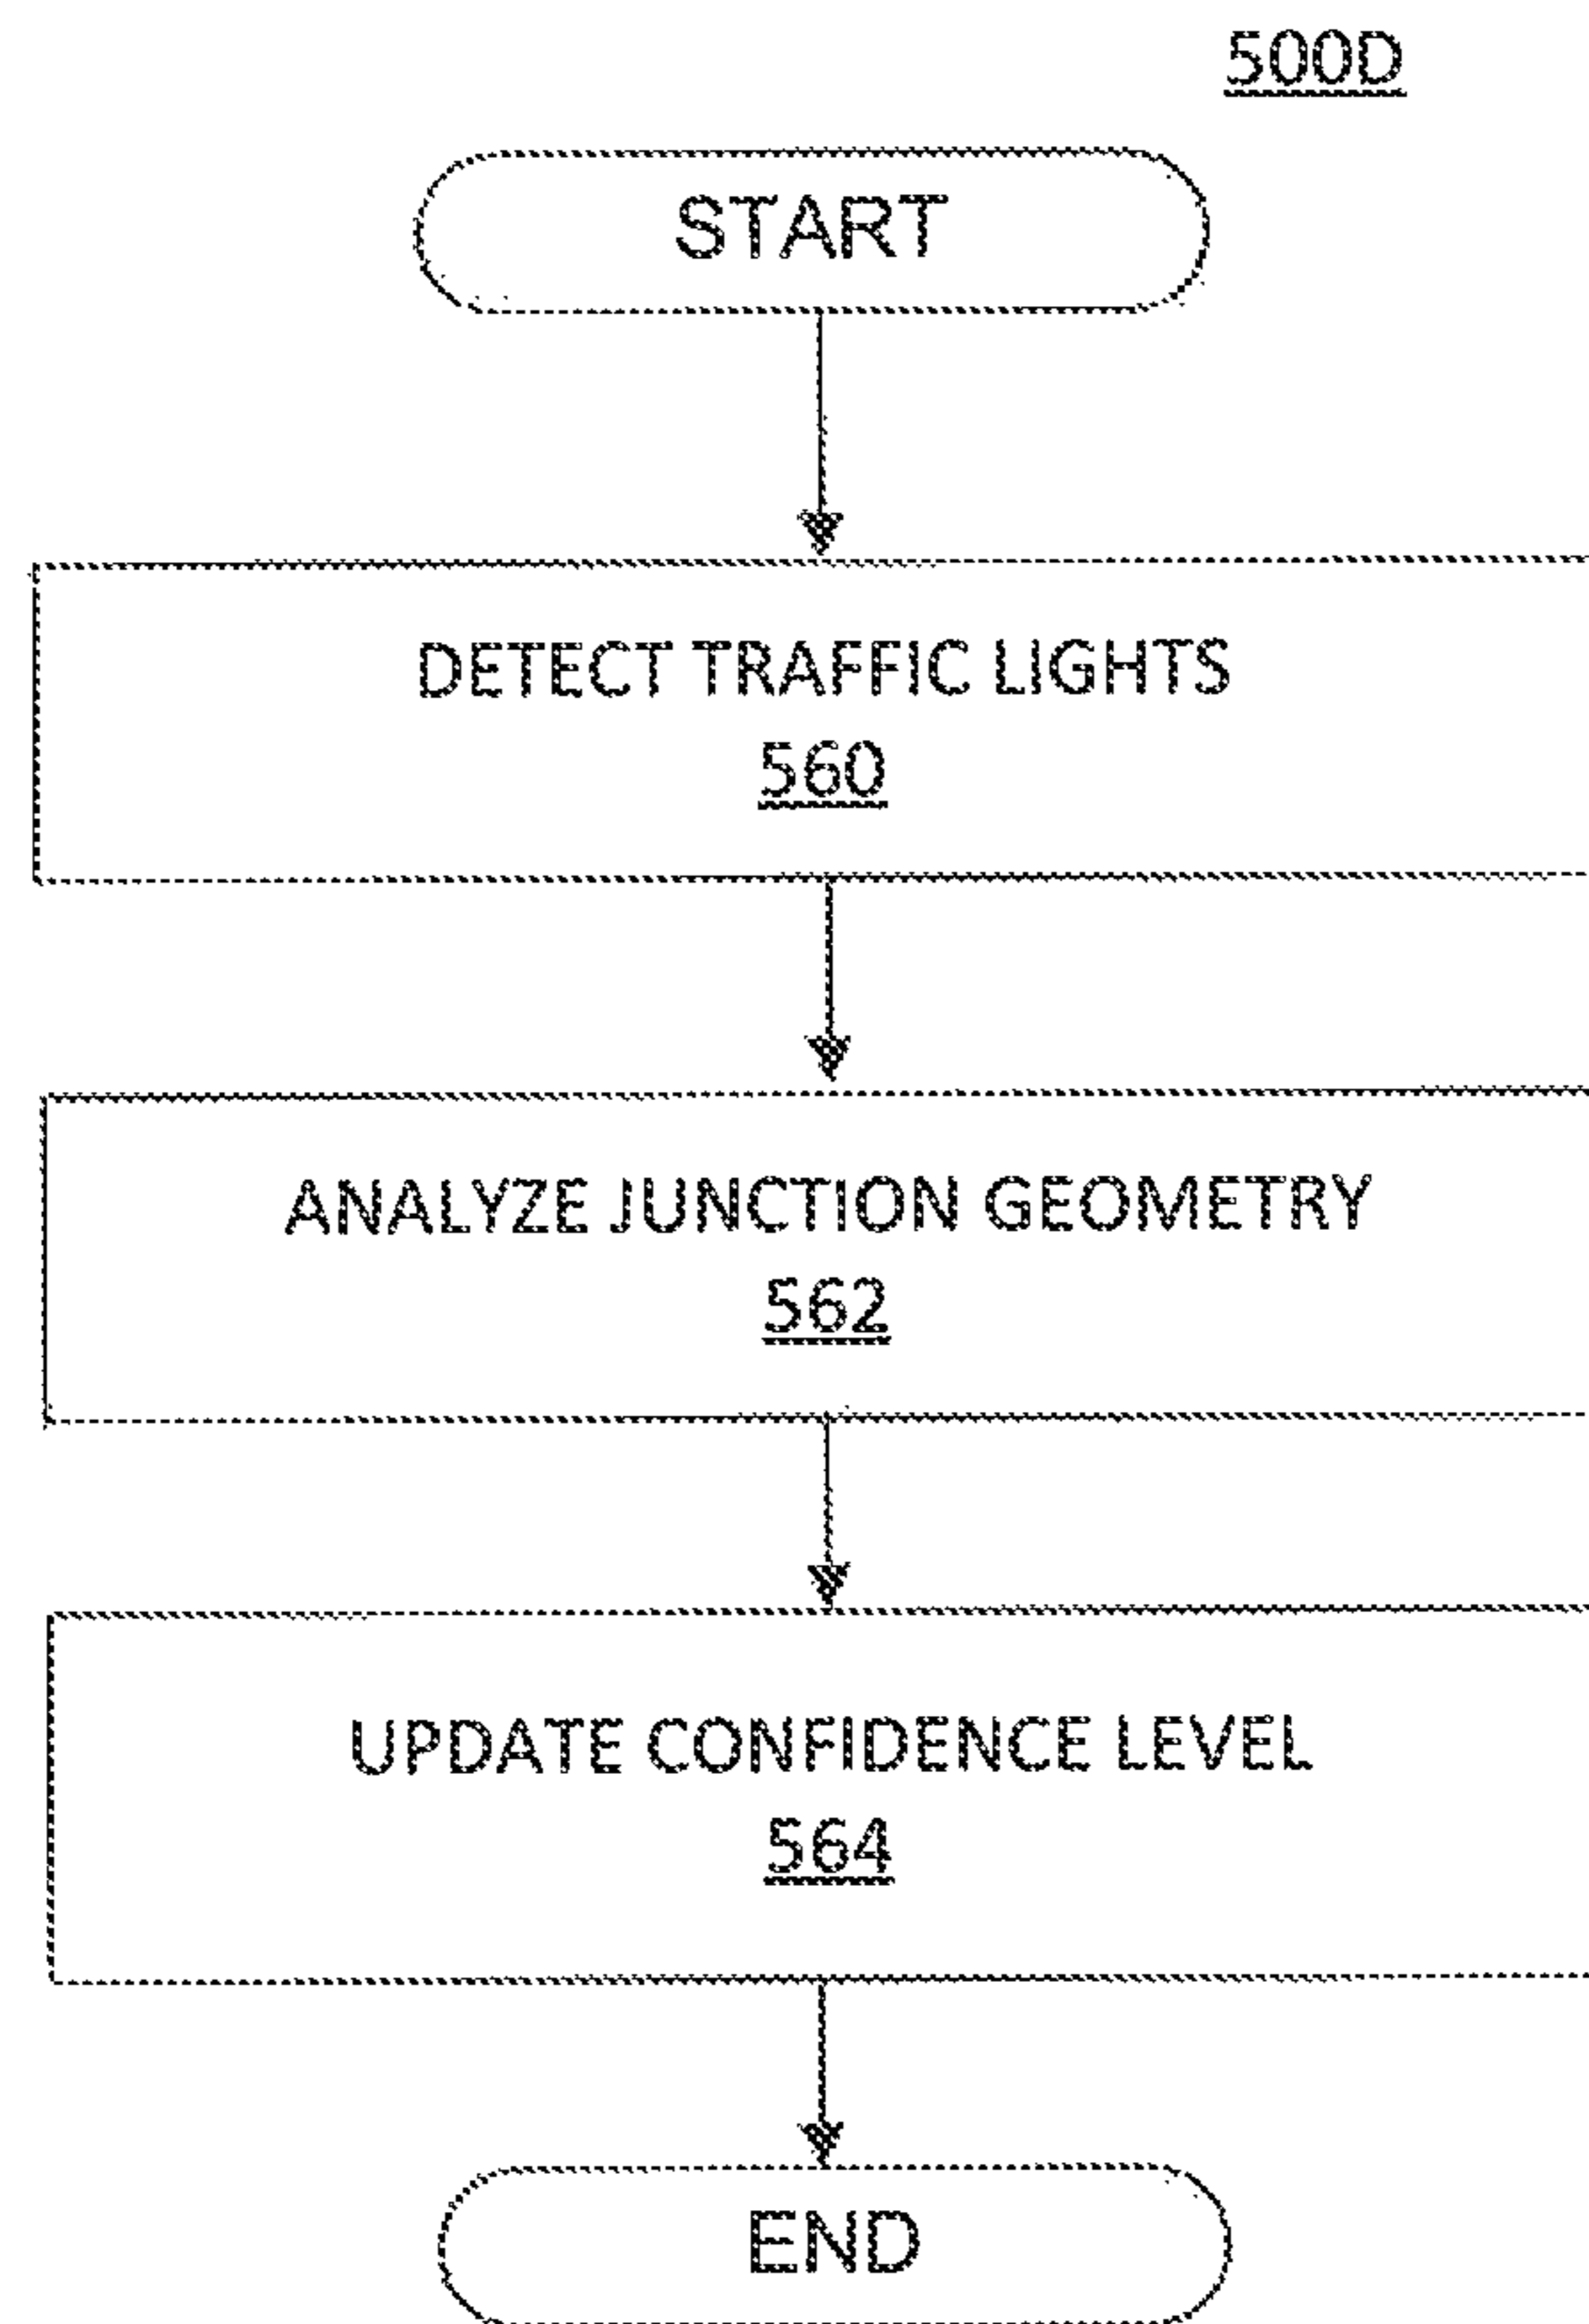 500D
START
DETECT TRAFFIC LIGHTS
560
ANALYZE JUNCTION GEOMETRY
562
UPDATE CONFIDENCE LEVEL
564
END